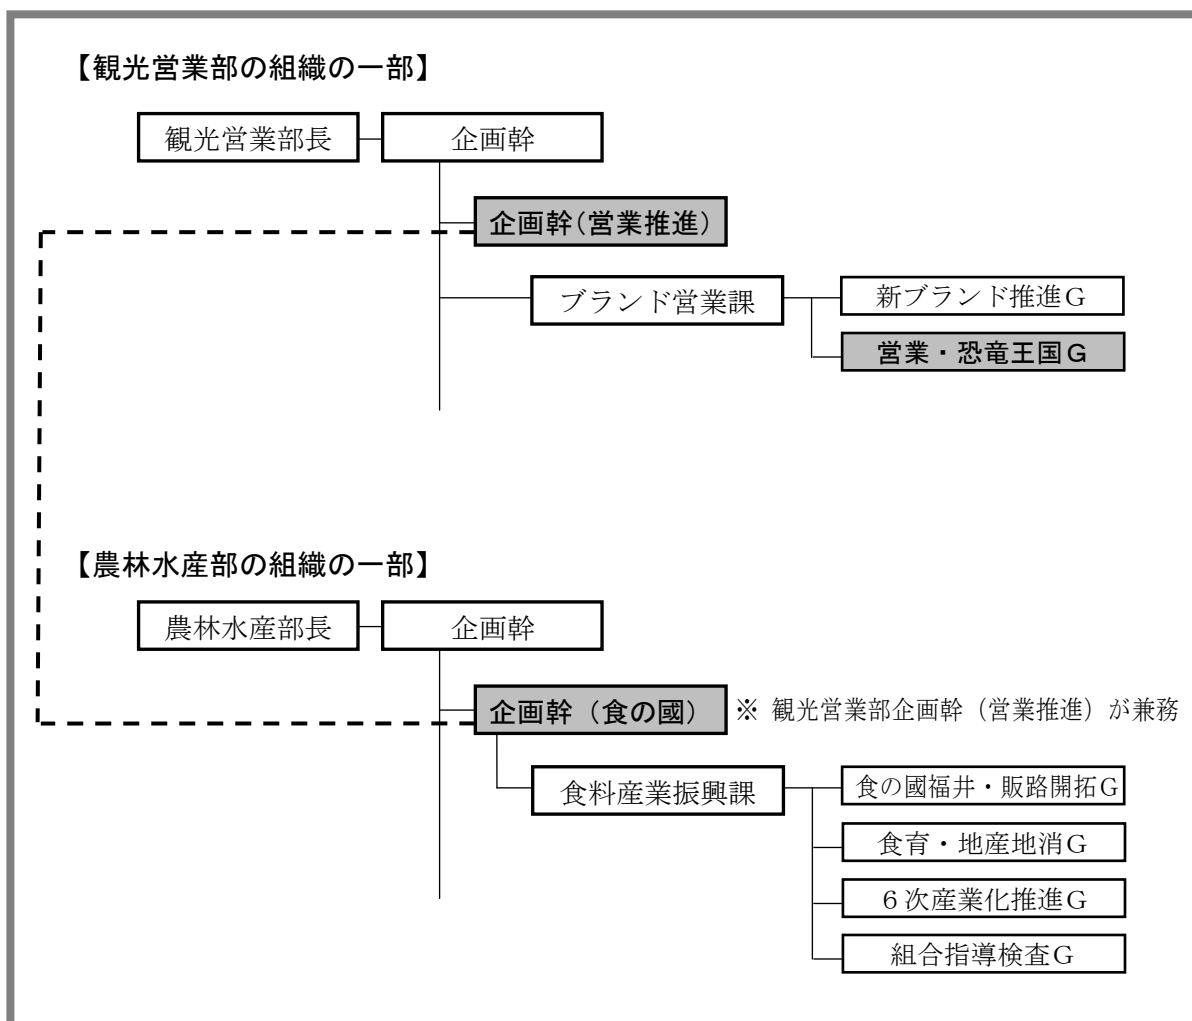 【観光営業部の組織の一部】
観光営業部長
企画幹
企画幹(営業推進)
ブランド営業課
新ブランド推進G
営業・恐竜王国G
【農林水産部の組織の一部】
農林水産部長
企画幹
企画幹（食の國）
※ 観光営業部企画幹（営業推進）が兼務
食料産業振興課
食の國福井・販路開拓G
食育・地産地消G
６次産業化推進G
組合指導検査G